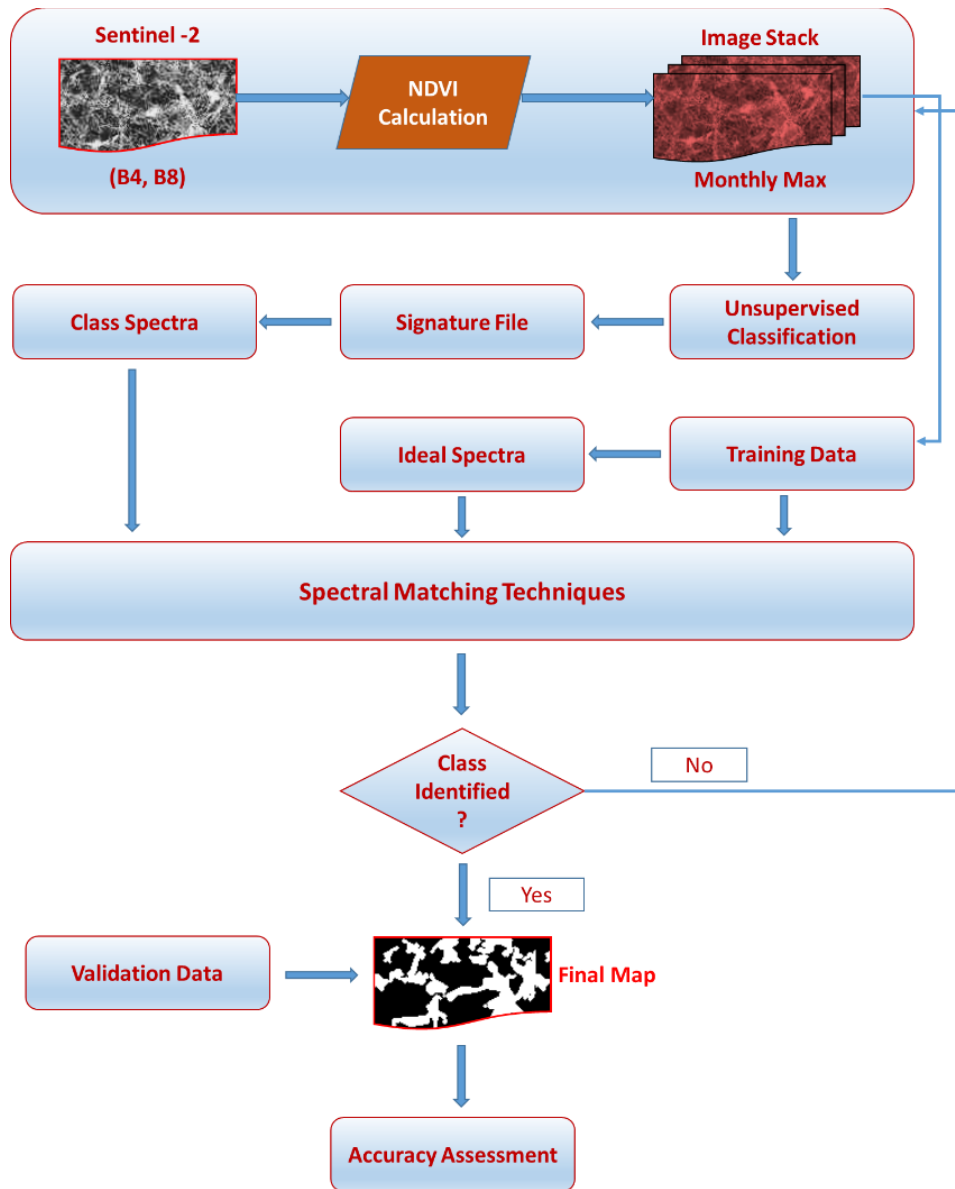 Sentinel -2
(B4, B8)
NDVI
Calculation
Image Stack
Monthly Max
Class Spectra
Signature File
Unsupervised
Classification
Ideal Spectra
Training Data
Spectral Matching Techniques
Class
Identified
?
No
Yes
Validation Data
Final Map
Accuracy Assessment